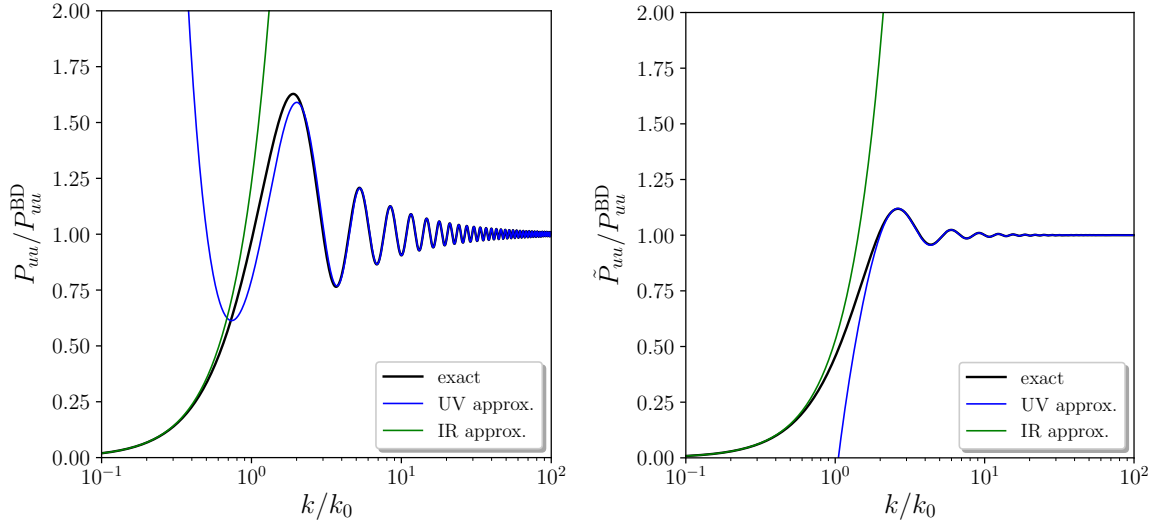 2.00
1.75
1.50
1.25
1.00
0.75
0.50
0.25
0.00
P_{uu}/P_{uu}^{BD}
exact
UV approx.
IR approx.
10^{-1} 10^{0} 10^{1} 10^{2}
k/k_0
2.00
1.75
1.50
1.25
1.00
0.75
0.50
0.25
0.00
\tilde{P}_{uu}/P_{uu}^{BD}
exact
UV approx.
IR approx.
10^{-1} 10^{0} 10^{1} 10^{2}
k/k_0